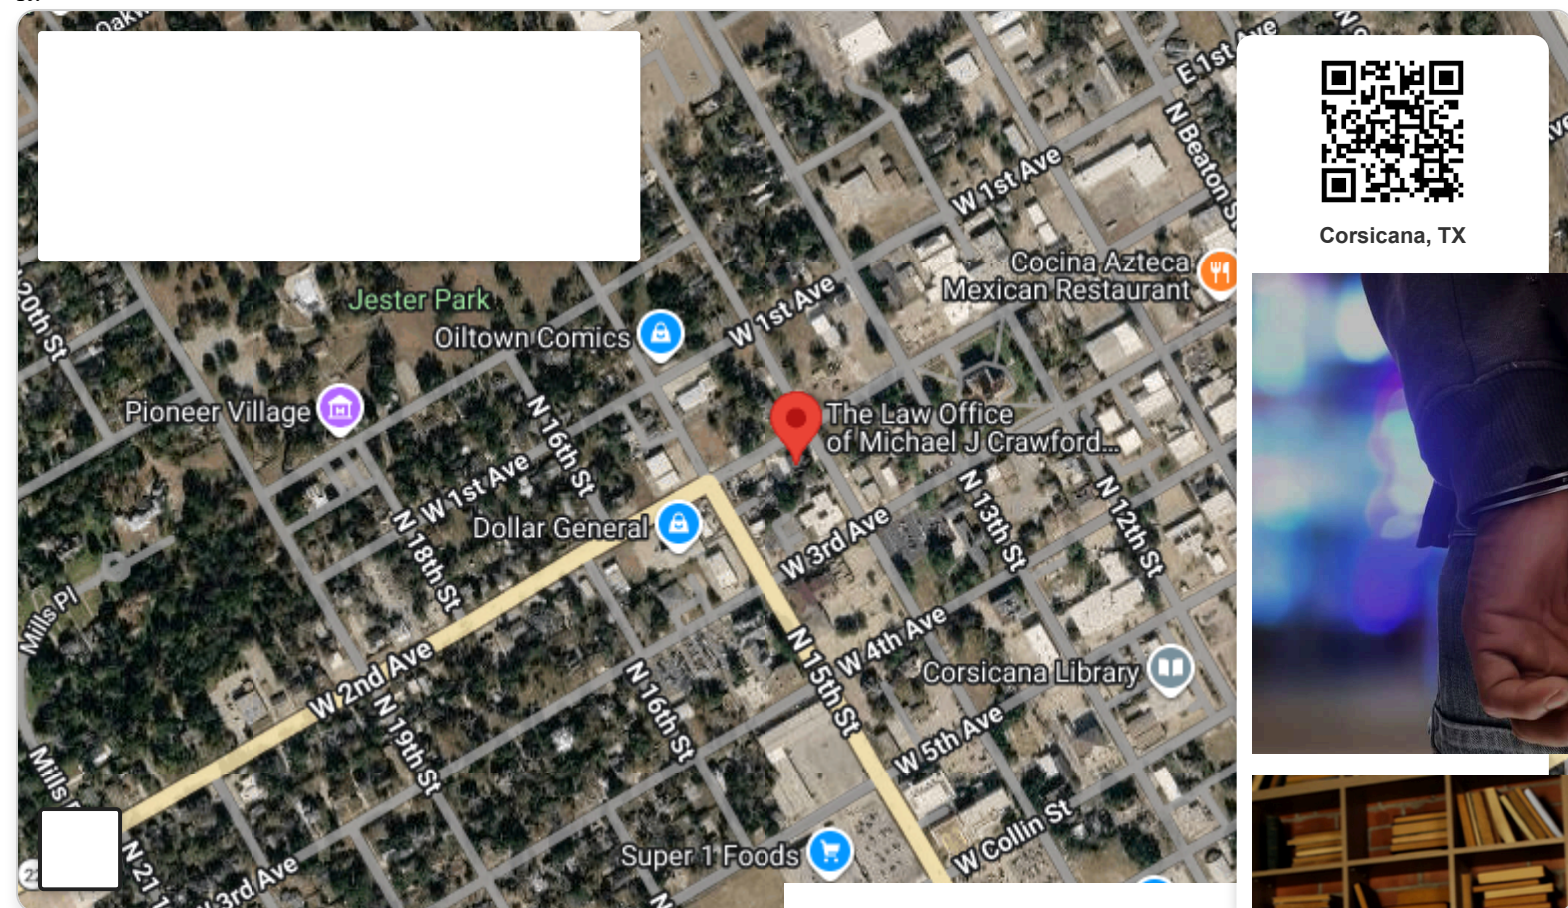 E 1st Ave
N Beaton S
W 1st Ave
Corsicana, TX
Cocina Azteca
Mexican Restaurant
Jester Park
Oiltown Comics
W 1st Ave
20th St
Pioneer Village
The Law Office
of Michael J Crawford...
N 16th St
W 1st Ave
Dollar General
N 18th St
W 3rd Ave
N 13th St
N 12th St
Mills Pl
W 4th Ave
N 15th St
Corsicana Library
W 2nd Ave
N 19th St
N 16th St
W 5th Ave
Mills
Super 1 Foods
W Collin St
N 21
3rd Ave